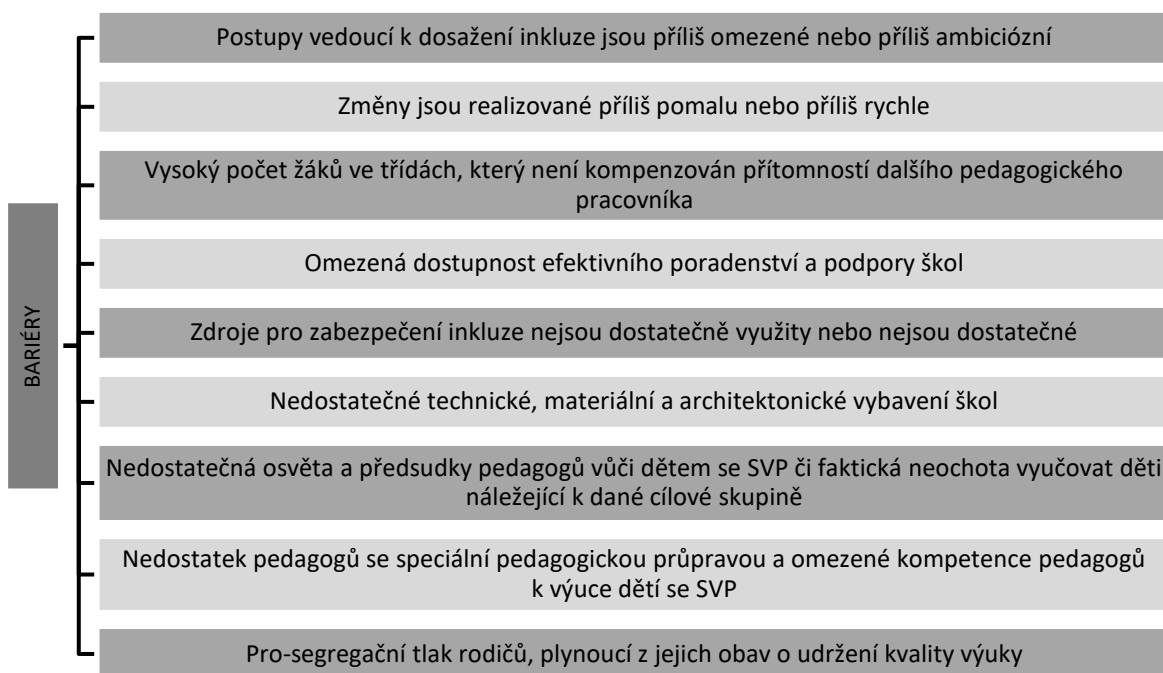 BARIÉRY
Postupy vedoucí k dosažení inkluze jsou příliš omezené nebo příliš ambiciózní
Změny jsou realizované příliš pomalu nebo příliš rychle
Vysoký počet žáků ve třídách, který není kompenzován přítomností dalšího pedagogického
pracovníka
Omezená dostupnost efektivního poradenství a podpory škol
Zdroje pro zabezpečení inkluze nejsou dostatečně využity nebo nejsou dostatečné
Nedostatečné technické, materiální a architektonické vybavení škol
Nedostatečná osvěta a předsudky pedagogů vůči dětem se SVP či faktická neochota vyučovat děti
náležející k dané cílové skupině
Nedostatek pedagogů se speciální pedagogickou průpravou a omezené kompetence pedagogů
k výuce dětí se SVP
Pro-segregační tlak rodičů, plynoucí z jejich obav o udržení kvality výuky